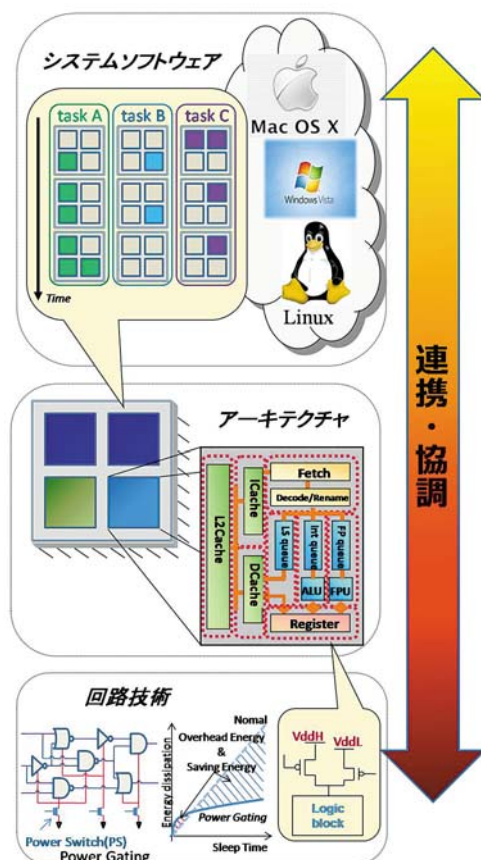 システムソフトウェア
task A
task B
task C
Time
Mac OS X
Windows Vista
Linux
連携・協調
アーキテクチャ
L2Cache
ICache
DCache
Fetch
Decode/Rename
LS queue
Int queue
FP queue
ALU
FPU
Register
回路技術
Power Switch(PS)
Power Gating
Energy dissipation
Nomal
Overhead Energy
&
Saving Energy
Power Gating
Sleep Time
VddH
VddL
Logic
block